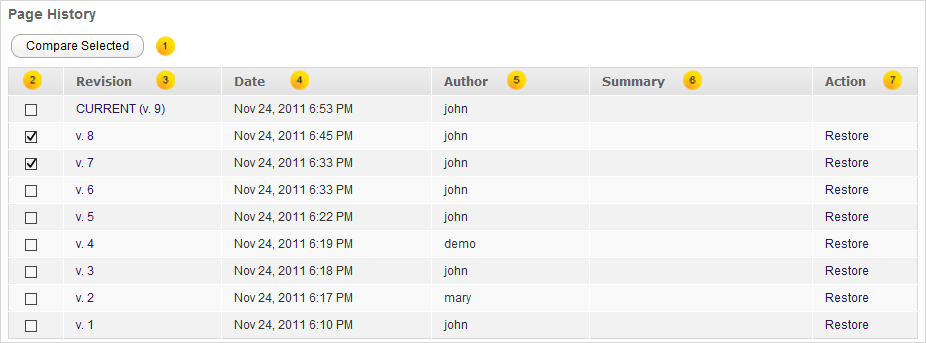 Page History
Compare Selected 1
2 Revision 3 Date 4 Author 5 Summary 6 Action 7
CURRENT (v. 9) Nov 24, 2011 6:53 PM john
v. 8 Nov 24, 2011 6:45 PM john Restore
v. 7 Nov 24, 2011 6:33 PM john Restore
v. 6 Nov 24, 2011 6:33 PM john Restore
v. 5 Nov 24, 2011 6:22 PM john Restore
v. 4 Nov 24, 2011 6:19 PM demo Restore
v. 3 Nov 24, 2011 6:18 PM john Restore
v. 2 Nov 24, 2011 6:17 PM mary Restore
v. 1 Nov 24, 2011 6:10 PM john Restore